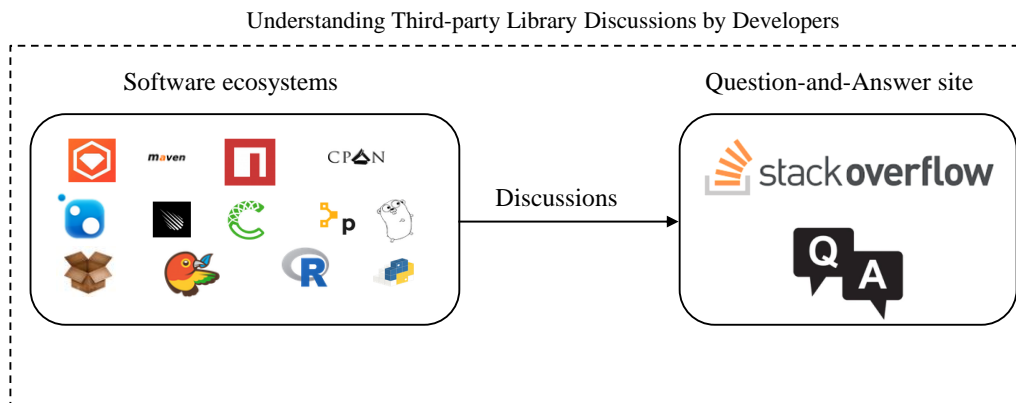 Understanding Third-party Library Discussions by Developers
Software ecosystems
Question-and-Answer site
maven
CPAN
stackoverflow
Discussions
p
R
Q
A